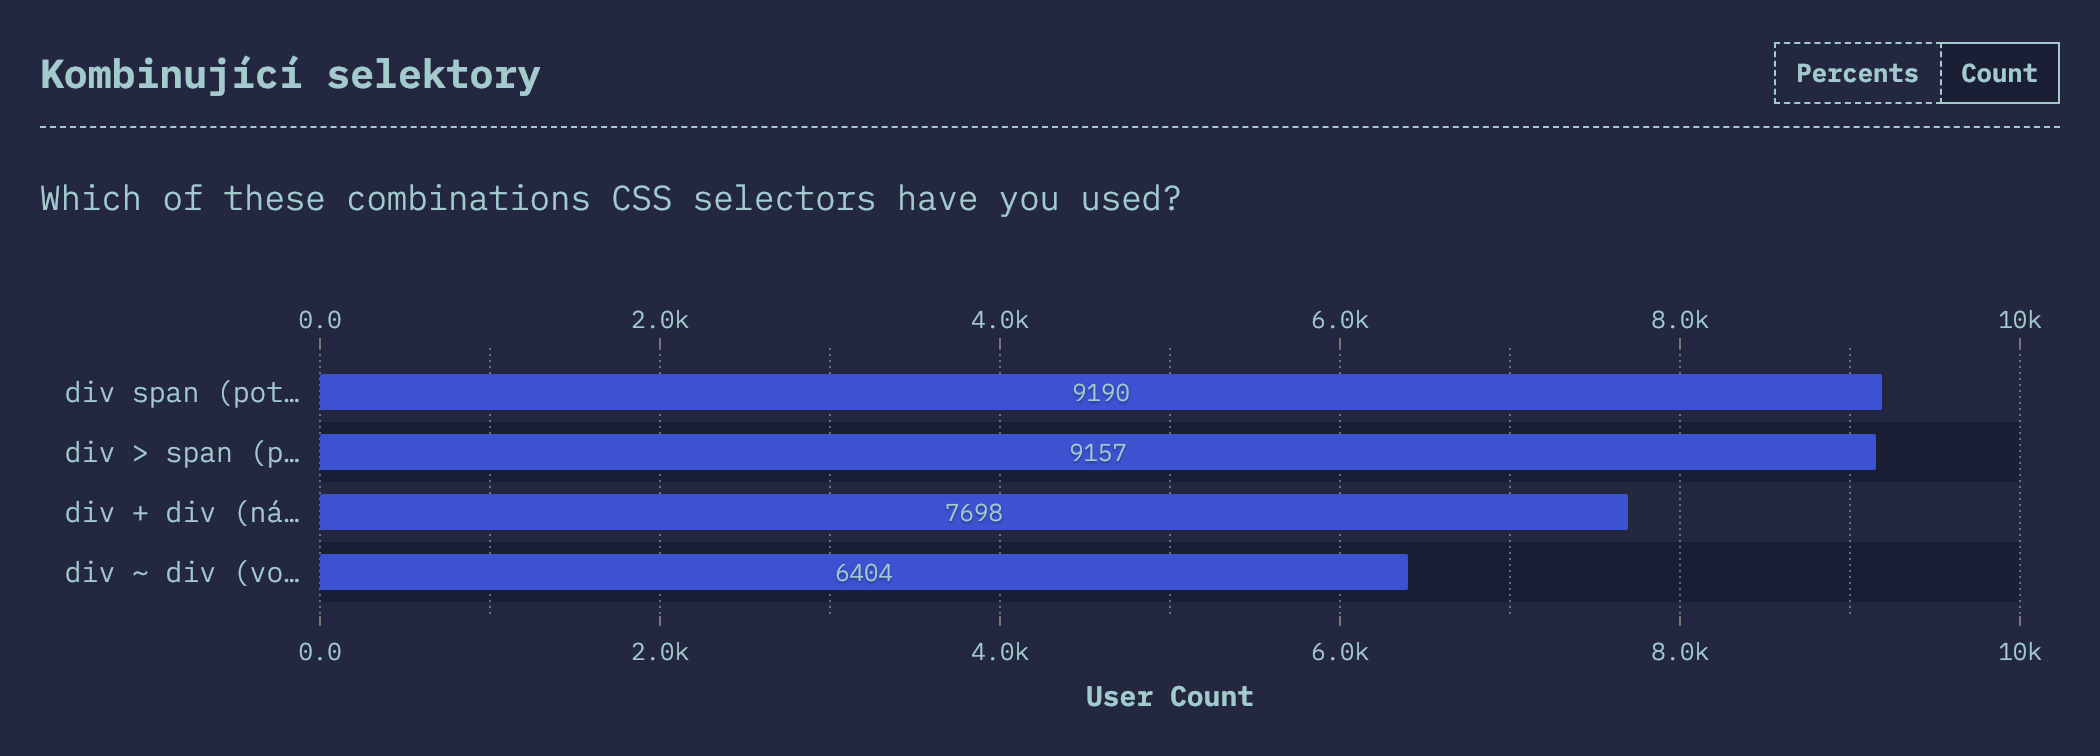 Kombinující selektory
Percents Count
Which of these combinations CSS selectors have you used?
0.0 2.0k 4.0k 6.0k 8.0k 10k
div span (pot… 9190
div > span (p… 9157
div + div (ná… 7698
div ~ div (vo… 6404
0.0 2.0k 4.0k 6.0k 8.0k 10k
User Count